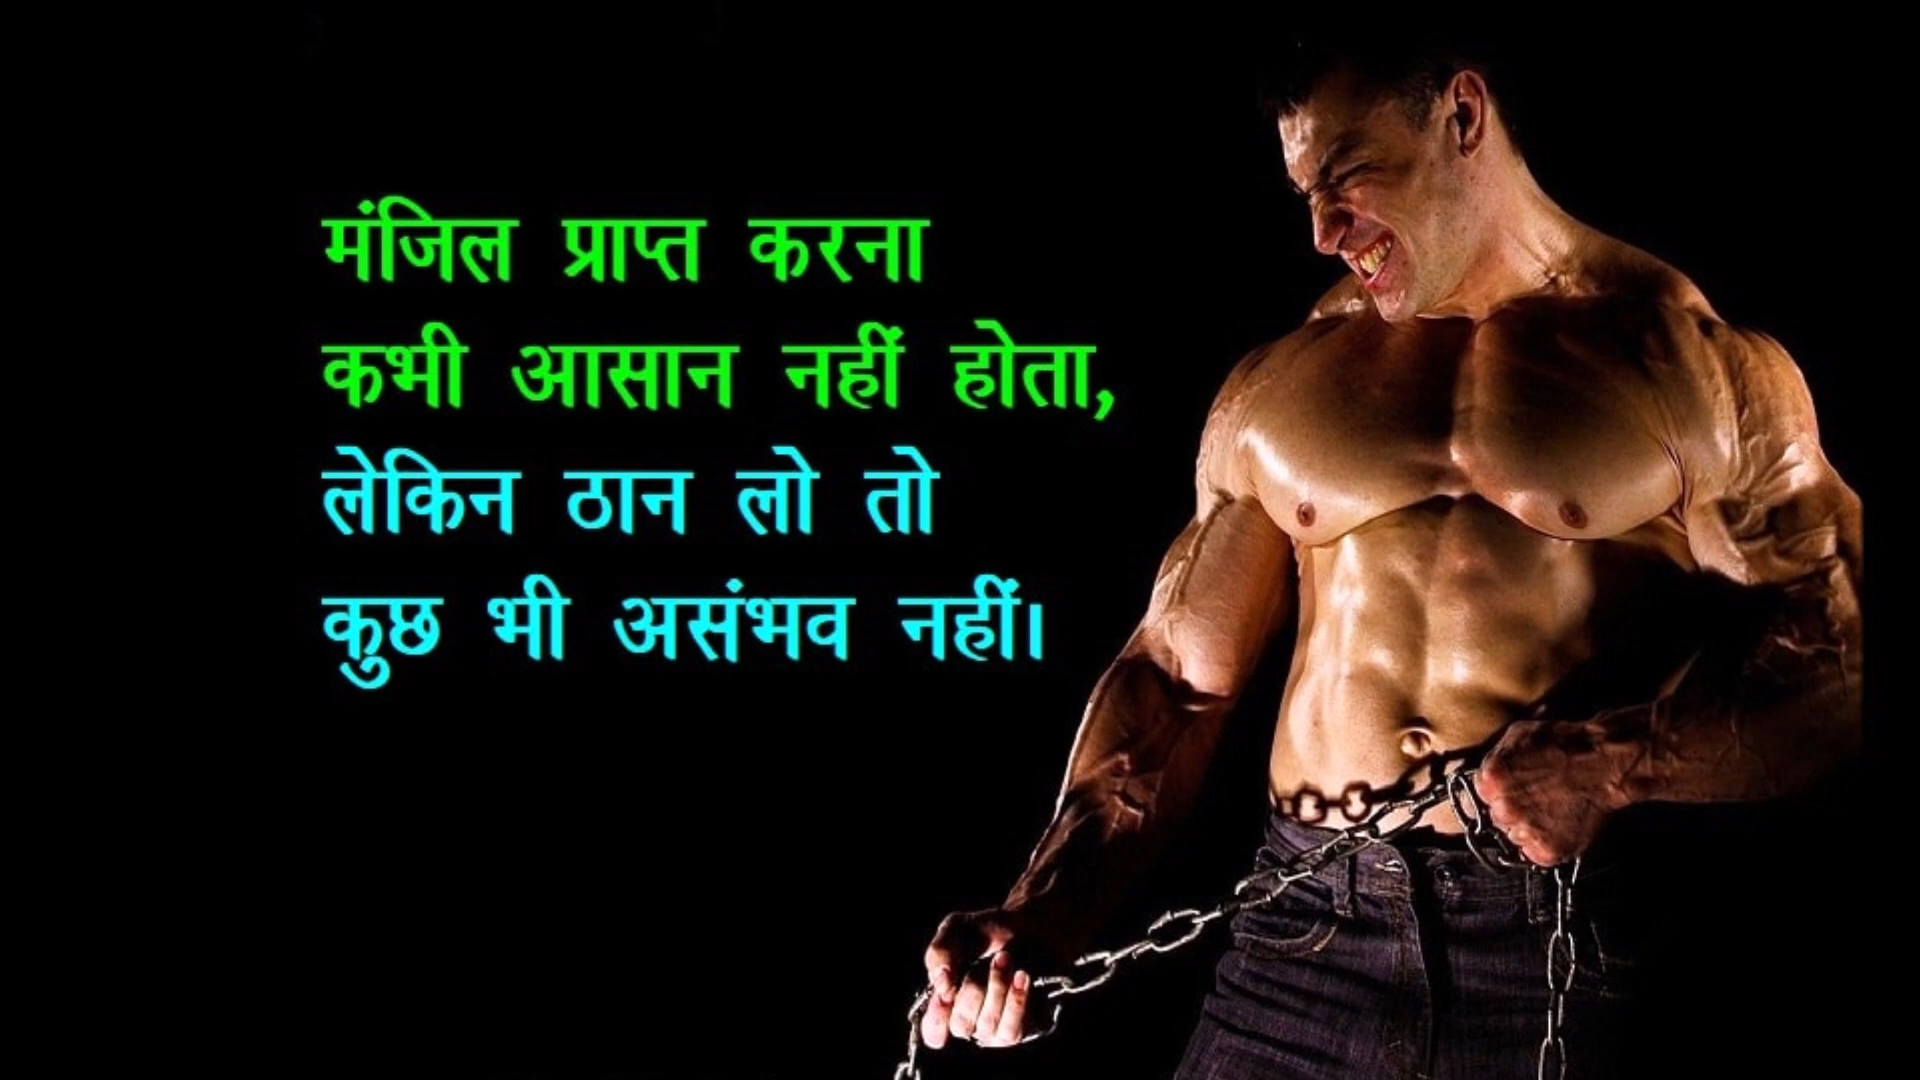 मंजिल प्राप्त करना
कभी आसान नहीं होता,
लेकिन ठान लो तो
कुछ भी असंभव नहीं।